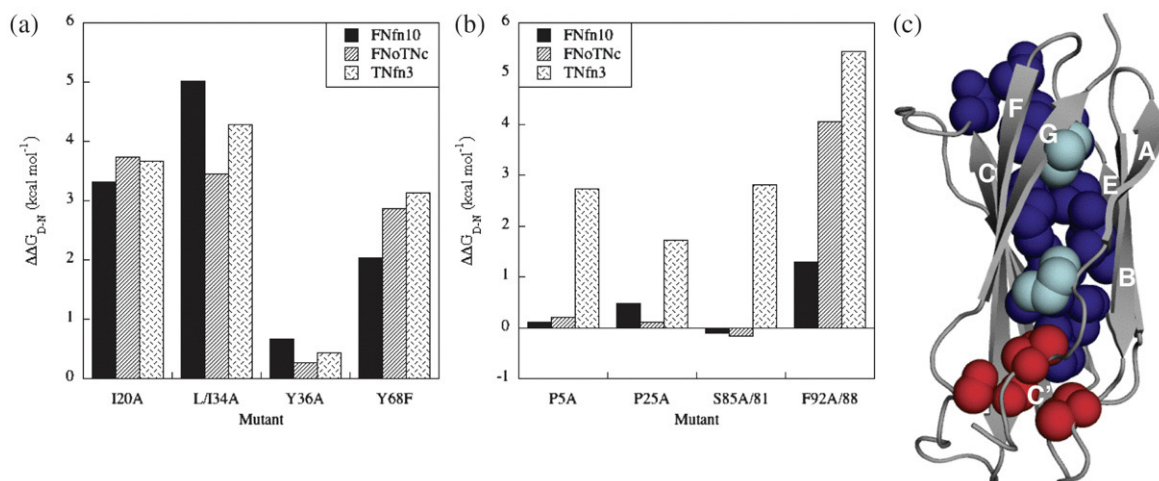 (a)
6
5
4
3
2
1
0
ΔΔG D-N (kcal mol⁻¹)
FNfn10
FNoTNc
TNfn3
I20A L/I34A Y36A Y68F
Mutant
(b)
6
5
4
3
2
1
0
-1
ΔΔG D-N (kcal mol⁻¹)
FNfn10
FNoTNc
TNfn3
P5A P25A S85A/81 F92A/88
Mutant
(c)
F
G
A
C
E
B
C'